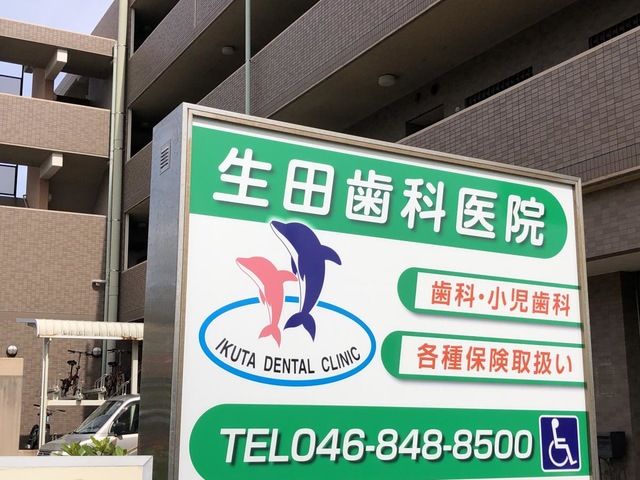 生田歯科医院
歯科・小児歯科
各種保険取扱い
IKUTA DENTAL CLINIC
TEL046-848-8500